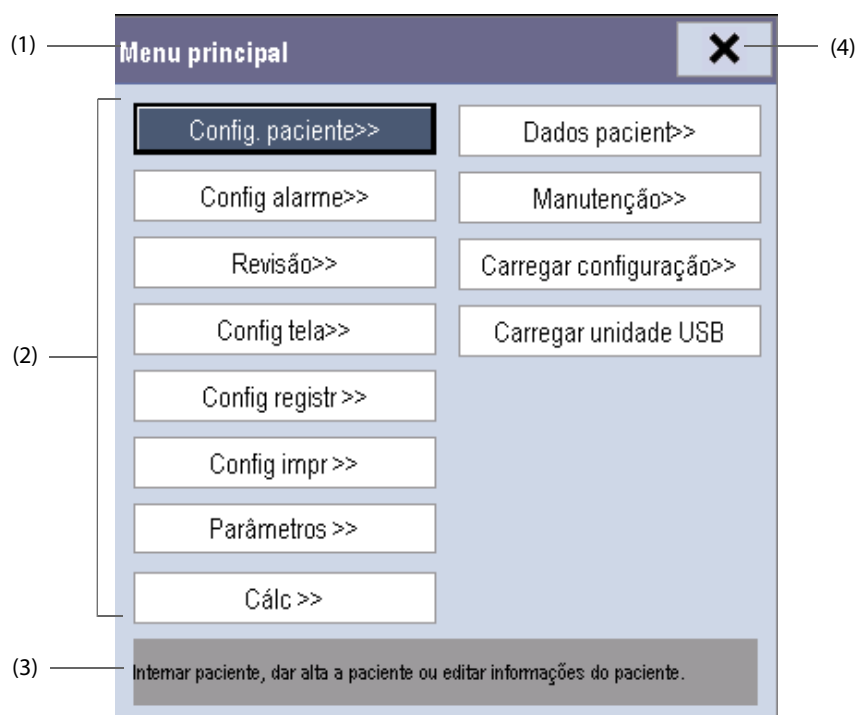 (1) Menu principal (4)
Config. paciente>> Dados pacient>>
Config alarme>> Manutenção>>
Revisão>> Carregar configuração>>
Config tela>> Carregar unidade USB
(2)
Config registr >>
Config impr >>
Parâmetros >>
Cálc >>
(3) Internar paciente, dar alta a paciente ou editar informações do paciente.